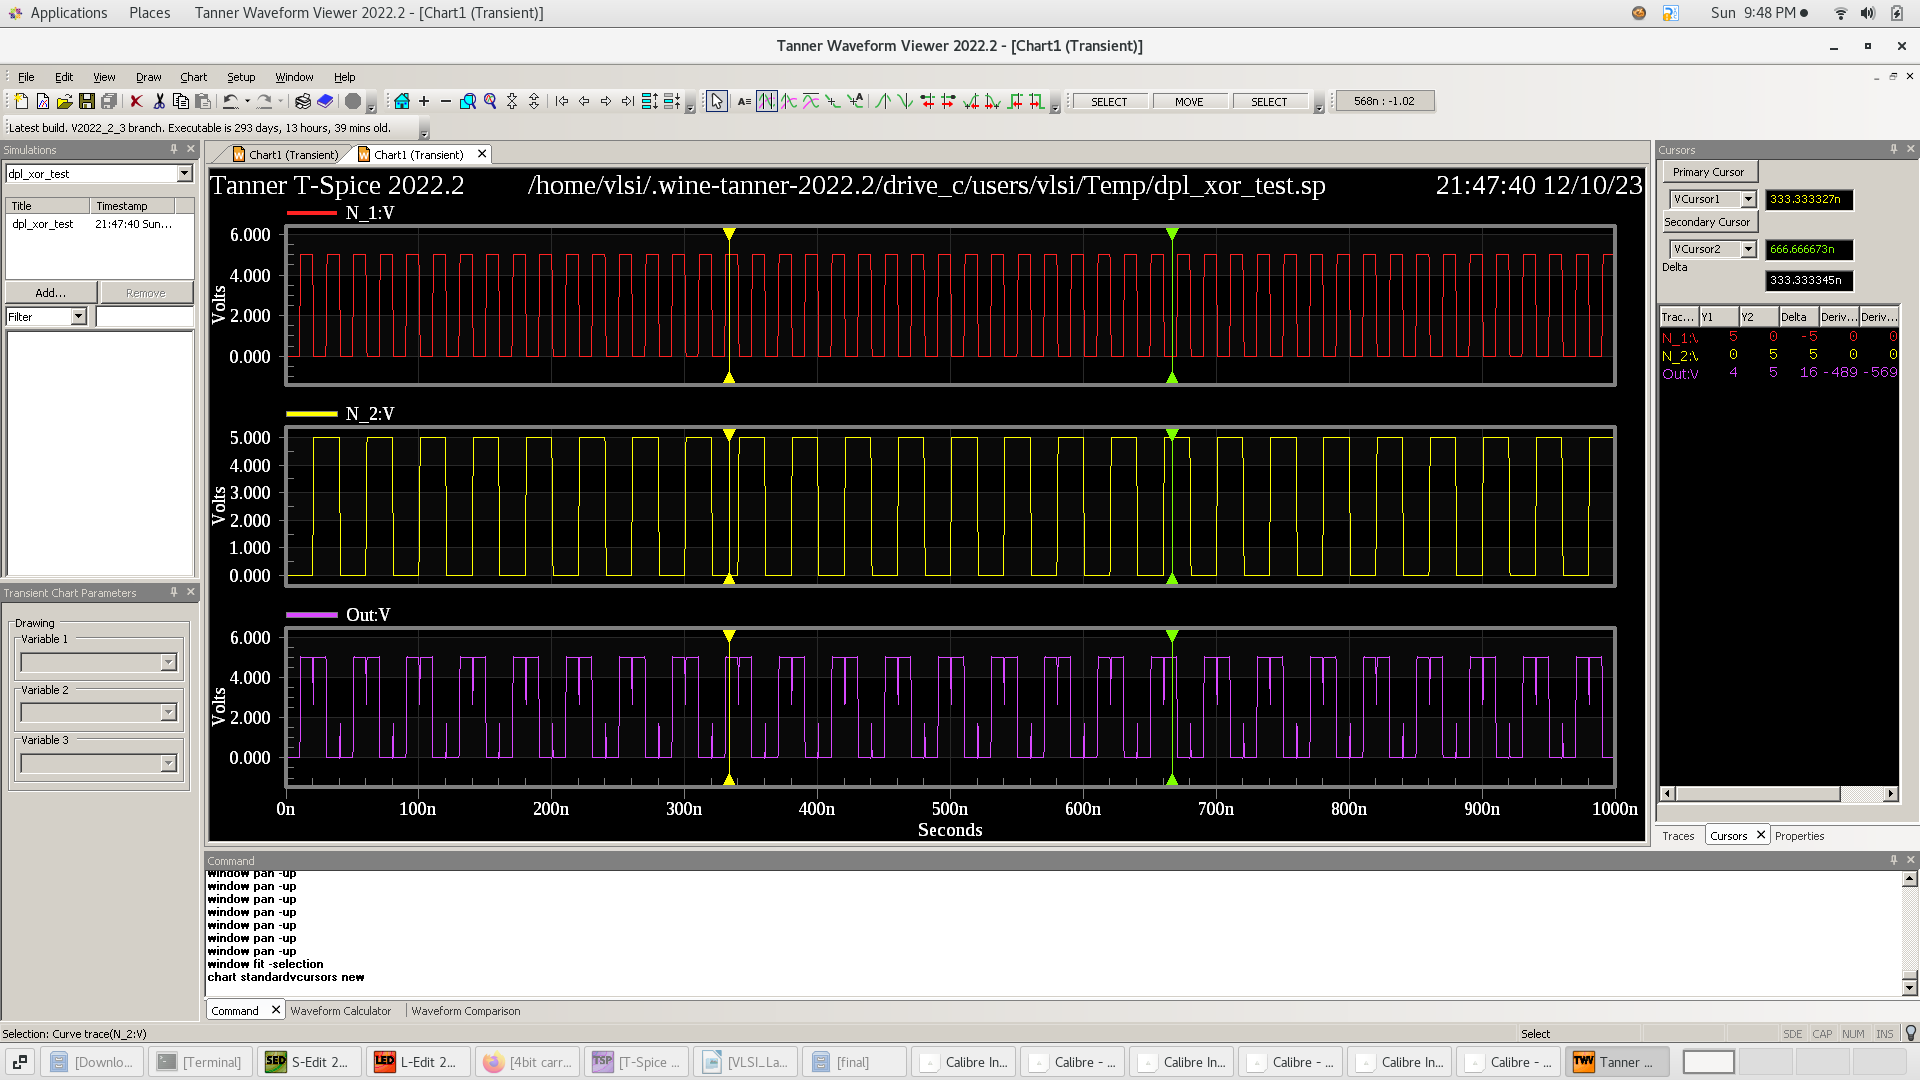 Applications Places Tanner Waveform Viewer 2022.2 - [Chart1 (Transient)] Sun 9:48 PM
Tanner Waveform Viewer 2022.2 - [Chart1 (Transient)]
File Edit View Draw Chart Setup Window Help
SELECT MOVE SELECT 568n : -1.02
Latest build. V2022_2_3 branch. Executable is 293 days, 13 hours, 39 mins old.
Simulations
dpl_xor_test
Title Timestamp
dpl_xor_test 21:47:40 Sun...
Add... Remove
Filter
Transient Chart Parameters
Drawing
Variable 1
Variable 2
Variable 3
Chart1 (Transient) Chart1 (Transient)
Tanner T-Spice 2022.2 /home/vlsi/.wine-tanner-2022.2/drive_c/users/vlsi/Temp/dpl_xor_test.sp 21:47:40 12/10/23
N_1:V
6.000
4.000
2.000
0.000
Volts
N_2:V
5.000
4.000
3.000
2.000
1.000
0.000
Volts
Out:V
6.000
4.000
2.000
0.000
Volts
0n 100n 200n 300n 400n 500n 600n 700n 800n 900n 1000n
Seconds
Cursors
Primary Cursor
VCursor1 333.333327n
Secondary Cursor
VCursor2 666.666673n
Delta
333.333345n
Trac... Y1 Y2 Delta Deriv... Deriv...
N_1:V 5 0 -5 0 0
N_2:V 0 5 5 0 0
Out:V 4 5 16 -489 -569
Traces Cursors Properties
Command
window pan -up
window pan -up
window pan -up
window pan -up
window pan -up
window pan -up
window pan -up
window fit -selection
chart standardvcursors new
Command Waveform Calculator Waveform Comparison
Selection: Curve trace(N_2:V) Select SDE CAP NUM INS
[Downlo... [Terminal] SED S-Edit 2... LED L-Edit 2... [4bit carr... TSP [T-Spice ... [VLSI_La... [final] Calibre In... Calibre - ... Calibre In... Calibre - ... Calibre In... Calibre - ... TWV Tanner ...